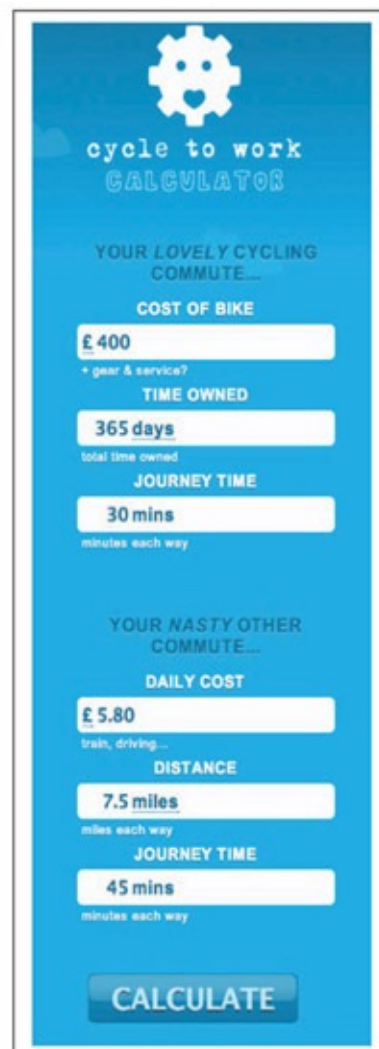 cycle to work
CALCULATOR
YOUR LOVELY CYCLING
COMMUTE...
COST OF BIKE
£ 400
+ gear & service?
TIME OWNED
365 days
total time owned
JOURNEY TIME
30 mins
minutes each way
YOUR NASTY OTHER
COMMUTE...
DAILY COST
£ 5.80
train, driving...
DISTANCE
7.5 miles
miles each way
JOURNEY TIME
45 mins
minutes each way
CALCULATE